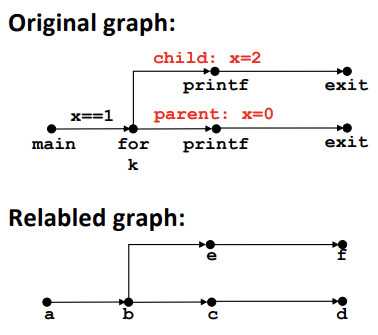 Original graph:
child: x=2
printf exit
x==1 parent: x=0
main for printf exit
k
Relabled graph:
e f
a b c d